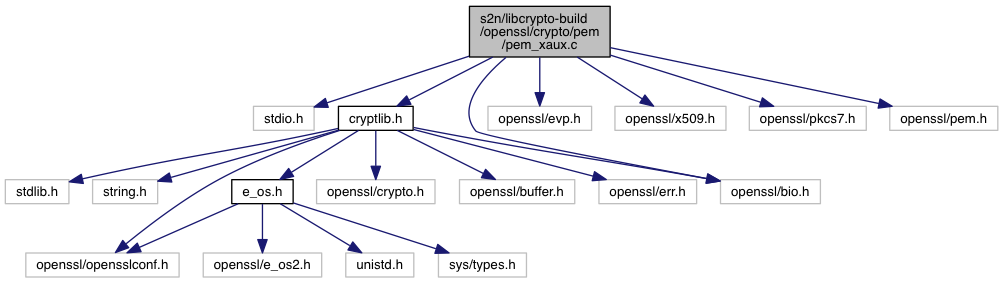 s2n/libcrypto-build
/openssl/crypto/pem
/pem_xaux.c
stdio.h
cryptlib.h
openssl/evp.h
openssl/x509.h
openssl/pkcs7.h
openssl/pem.h
stdlib.h
string.h
e_os.h
openssl/crypto.h
openssl/buffer.h
openssl/err.h
openssl/bio.h
openssl/opensslconf.h
openssl/e_os2.h
unistd.h
sys/types.h